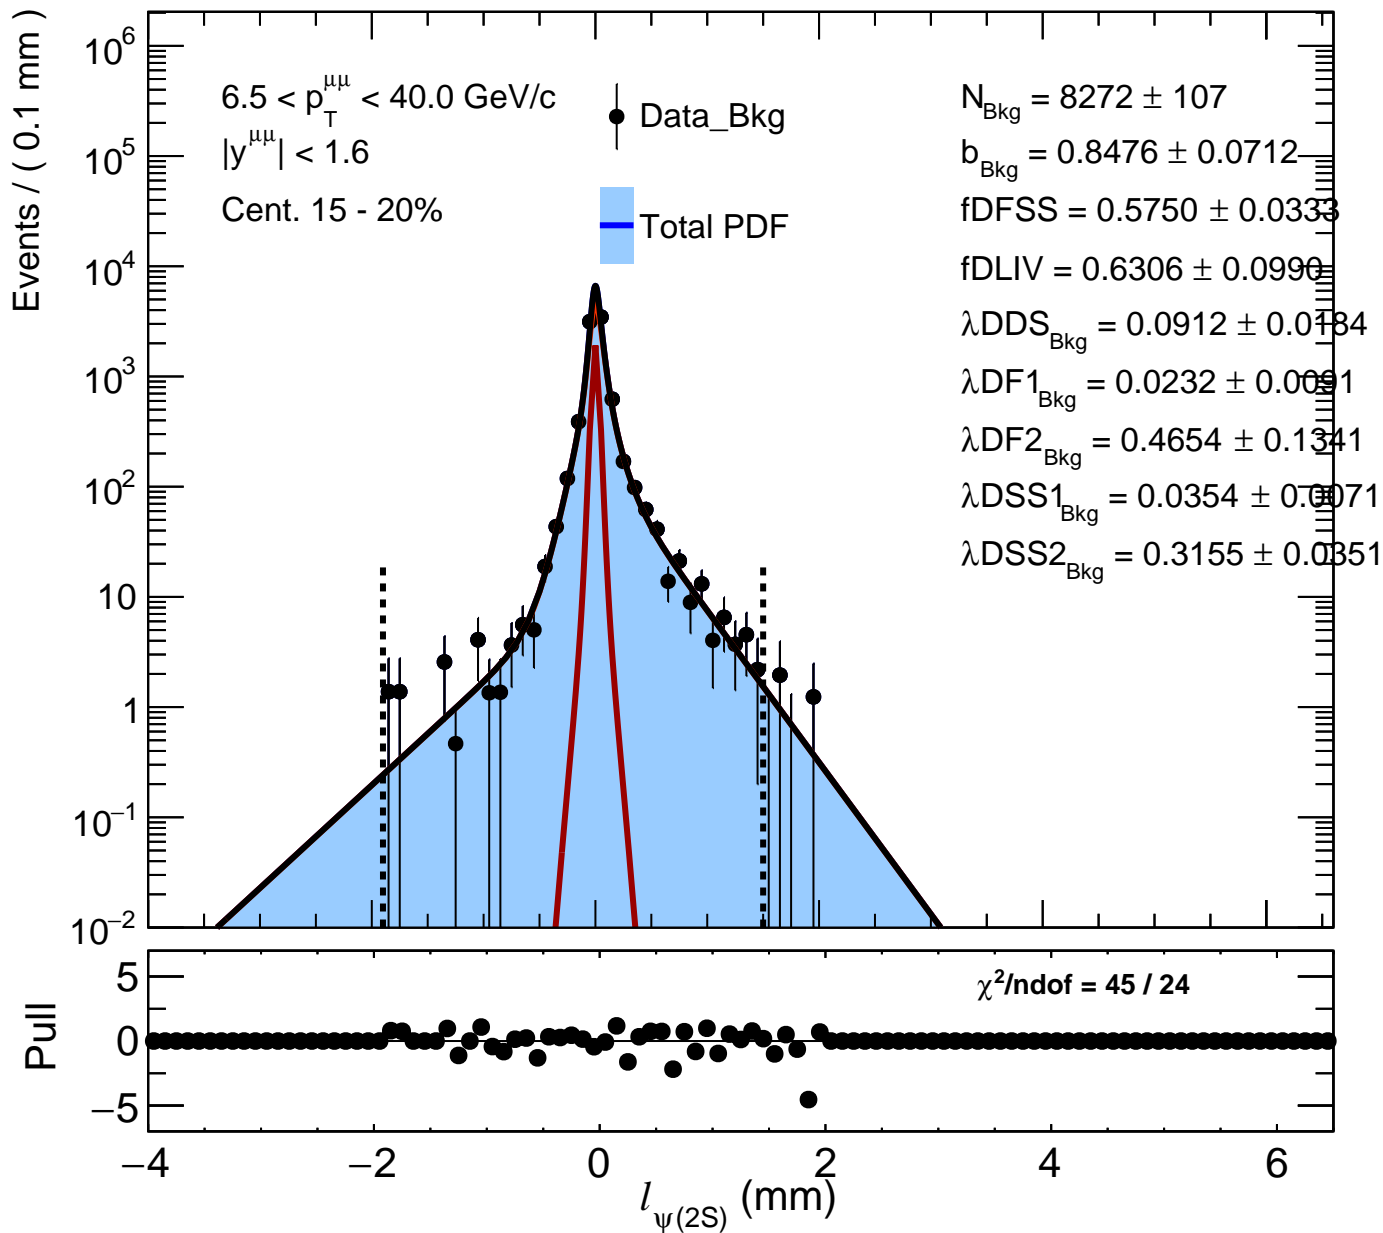 Events / ( 0.1 mm )
10⁶
10⁵
10⁴
10³
10²
10
1
10⁻¹
10⁻²
6.5 < p_T^μμ < 40.0 GeV/c
|y^μμ| < 1.6
Cent. 15 - 20%
Data_Bkg
Total PDF
N_Bkg = 8272 ± 107
b_Bkg = 0.8476 ± 0.0712
fDFSS = 0.5750 ± 0.0333
fDLIV = 0.6306 ± 0.0990
λDDS_Bkg = 0.0912 ± 0.0184
λDF1_Bkg = 0.0232 ± 0.0091
λDF2_Bkg = 0.4654 ± 0.1341
λDSS1_Bkg = 0.0354 ± 0.0071
λDSS2_Bkg = 0.3155 ± 0.0351
Pull
5
0
−5
χ²/ndof = 45 / 24
−4 −2 0 2 4 6
l_ψ(2S) (mm)